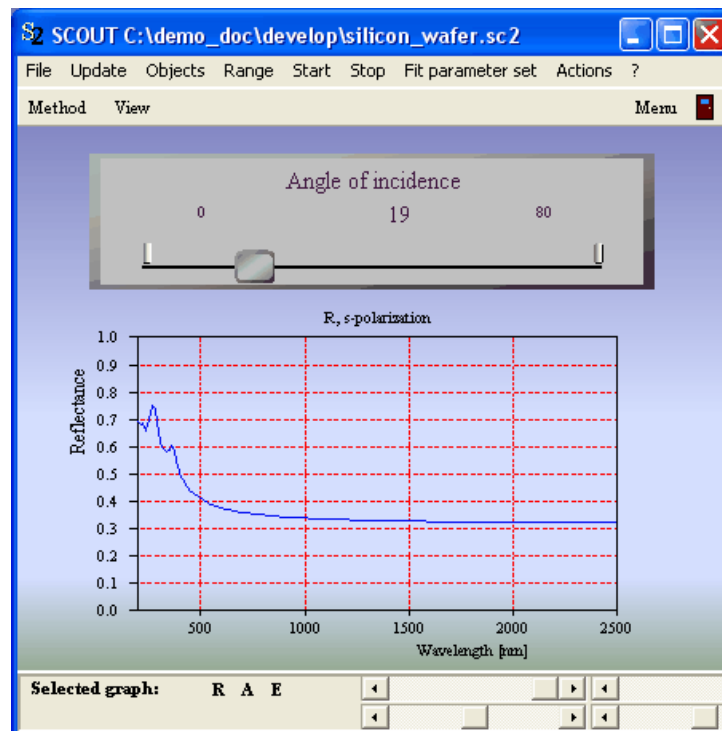 S2 SCOUT C:\demo_doc\develop\silicon_wafer.sc2
File Update Objects Range Start Stop Fit parameter set Actions ?
Method View Menu
Angle of incidence
0 19 80
R, s-polarization
Reflectance
1.0
0.9
0.8
0.7
0.6
0.5
0.4
0.3
0.2
0.1
0.0
500 1000 1500 2000 2500
Wavelength [nm]
Selected graph: R A E